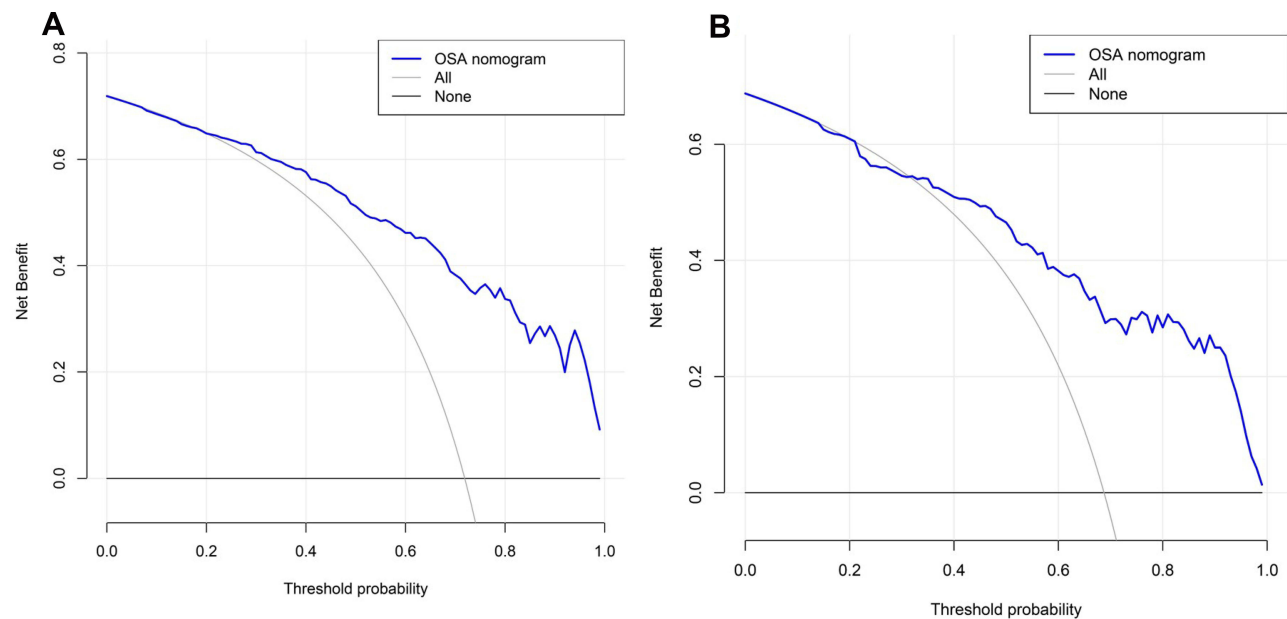 A
OSA nomogram
All
None
0.8
0.6
0.4
0.2
0.0
Net Benefit
0.0 0.2 0.4 0.6 0.8 1.0
Threshold probability
B
OSA nomogram
All
None
0.6
0.4
0.2
0.0
Net Benefit
0.0 0.2 0.4 0.6 0.8 1.0
Threshold probability